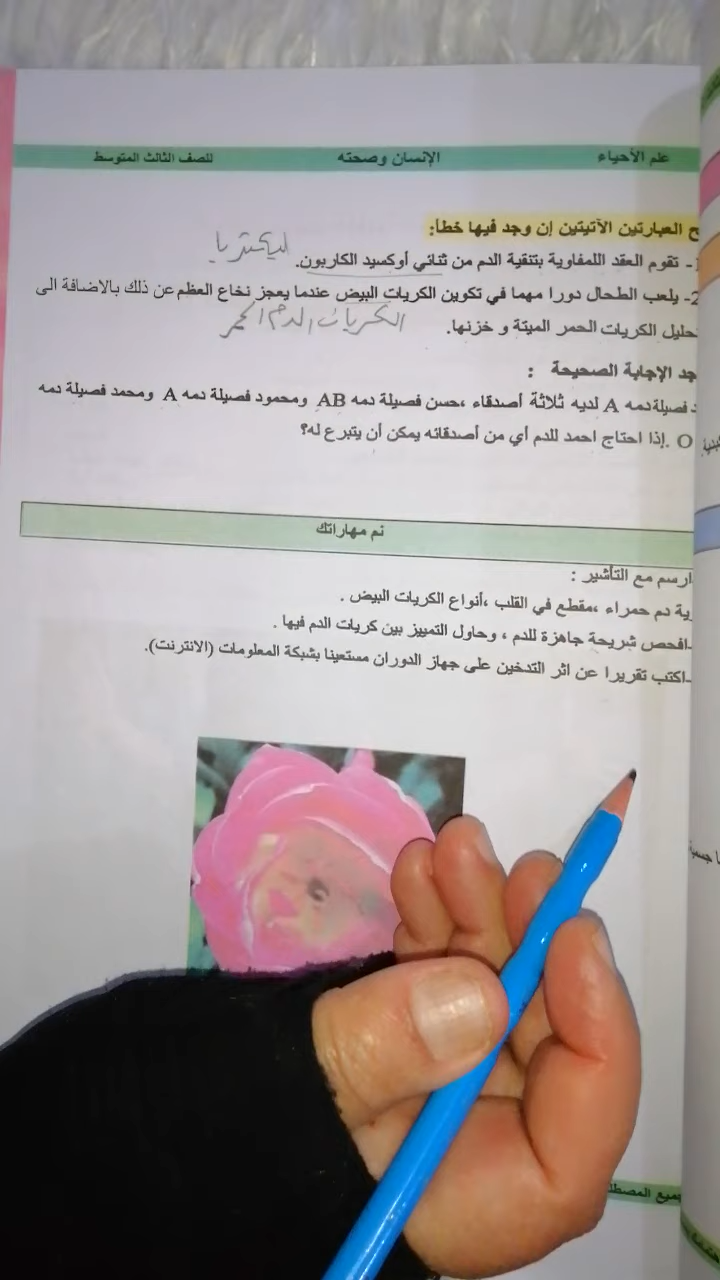 علم الأحياء الإنسان وصحته للصف الثالث المتوسط
العبارتين الآتيتين إن وجد فيها خطأ:
- تقوم العقد اللمفاوية بتنقية الدم من ثنائي أوكسيد الكاربون.
2- يلعب الطحال دورا مهما في تكوين الكريات البيض عندما يعجز نخاع العظم عن ذلك بالاضافة الى
الكريات الحمر الميتة و خزنها.
الكريات الدم الحمر
الإجابة الصحيحة :
فصيلة دمه A لديه ثلاثة أصدقاء ،حسن فصيلة دمه AB ومحمود فصيلة دمه A ومحمد فصيلة دمه
O .إذا احتاج احمد للدم أي من أصدقائه يمكن أن يتبرع له؟
نم مهاراتك
ارسم مع التأشير :
دم حمراء ،مقطع في القلب ،أنواع الكريات البيض .
افحص شريحة جاهزة للدم ، وحاول التمييز بين كريات الدم فيها .
اكتب تقريرا عن اثر التدخين على جهاز الدوران مستعينا بشبكة المعلومات (الانترنت).